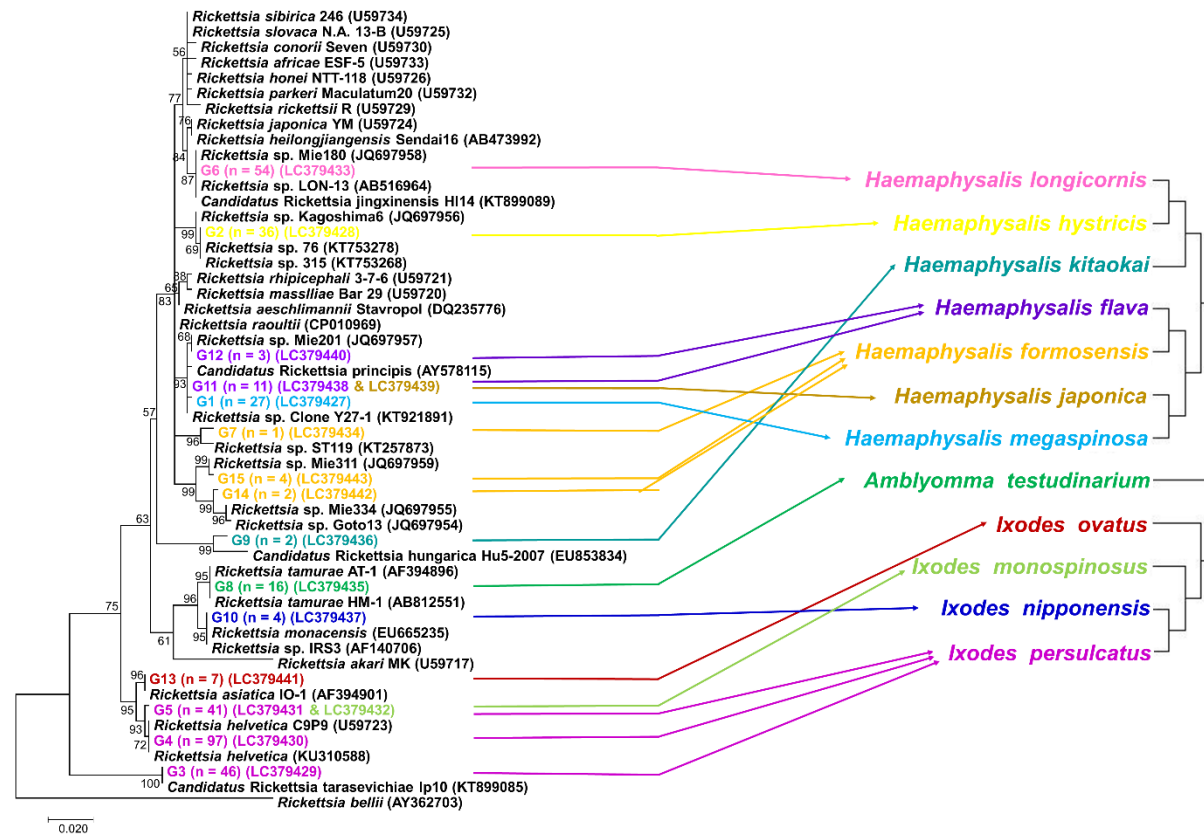 Rickettsia sibirica 246 (U59734)
Rickettsia slovaca N.A. 13-B (U59725)
Rickettsia conorii Seven (U59730)
Rickettsia africae ESF-5 (U59733)
Rickettsia honei NTT-118 (U59726)
Rickettsia parkeri Maculatum20 (U59732)
Rickettsia rickettsii R (U59729)
Rickettsia japonica YM (U59724)
Rickettsia heilongjiangensis Sendai16 (AB473992)
Rickettsia sp. Mie180 (JQ697958)
G6 (n = 54) (LC379433)
Rickettsia sp. LON-13 (AB516964)
Candidatus Rickettsia jingxinensis Hl14 (KT899089)
Rickettsia sp. Kagoshima6 (JQ697956)
G2 (n = 36) (LC379428)
Rickettsia sp. 76 (KT753278)
Rickettsia sp. 315 (KT753268)
Rickettsia rhipicephali 3-7-6 (U59721)
Rickettsia massiliae Bar 29 (U59720)
Rickettsia aeschlimannii Stavropol (DQ235776)
Rickettsia raoultii (CP010969)
Rickettsia sp. Mie201 (JQ697957)
G12 (n = 3) (LC379440)
Candidatus Rickettsia principis (AY578115)
G11 (n = 11) (LC379438 & LC379439)
G1 (n = 27) (LC379427)
Rickettsia sp. Clone Y27-1 (KT921891)
G7 (n = 1) (LC379434)
Rickettsia sp. ST119 (KT257873)
Rickettsia sp. Mie311 (JQ697959)
G15 (n = 4) (LC379443)
G14 (n = 2) (LC379442)
Rickettsia sp. Mie334 (JQ697955)
Rickettsia sp. Goto13 (JQ697954)
G9 (n = 2) (LC379436)
Candidatus Rickettsia hungarica Hu5-2007 (EU853834)
Rickettsia tamurae AT-1 (AF394896)
G8 (n = 16) (LC379435)
Rickettsia tamurae HM-1 (AB812551)
G10 (n = 4) (LC379437)
Rickettsia monacensis (EU665235)
Rickettsia sp. IRS3 (AF140706)
Rickettsia akari MK (U59717)
G13 (n = 7) (LC379441)
Rickettsia asiatica IO-1 (AF394901)
G5 (n = 41) (LC379431 & LC379432)
Rickettsia helvetica C9P9 (U59723)
G4 (n = 97) (LC379430)
Rickettsia helvetica (KU310588)
G3 (n = 46) (LC379429)
Candidatus Rickettsia tarasevichiae Ip10 (KT899085)
Rickettsia bellii (AY362703)
56
77
76
84
87
99
69
38
65
83
68
93
57
96
99
99
96
63
99
95
96
95
75
61
96
95
93
72
100
0.020
Haemaphysalis longicornis
Haemaphysalis hystricis
Haemaphysalis kitaokai
Haemaphysalis flava
Haemaphysalis formosensis
Haemaphysalis japonica
Haemaphysalis megaspinosa
Amblyomma testudinarium
Ixodes ovatus
Ixodes monospinosus
Ixodes nipponensis
Ixodes persulcatus